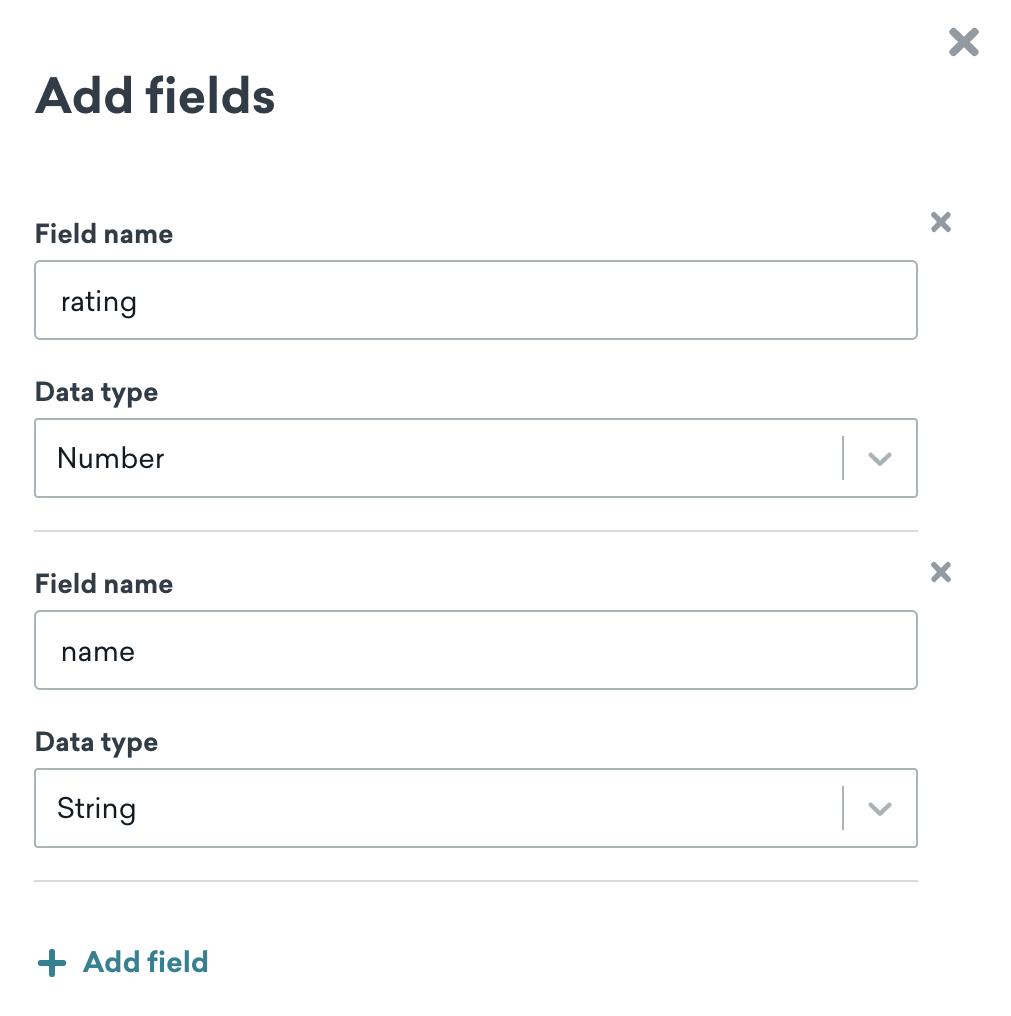 Add fields
Field name
rating
Data type
Number
Field name
name
Data type
String
Add field